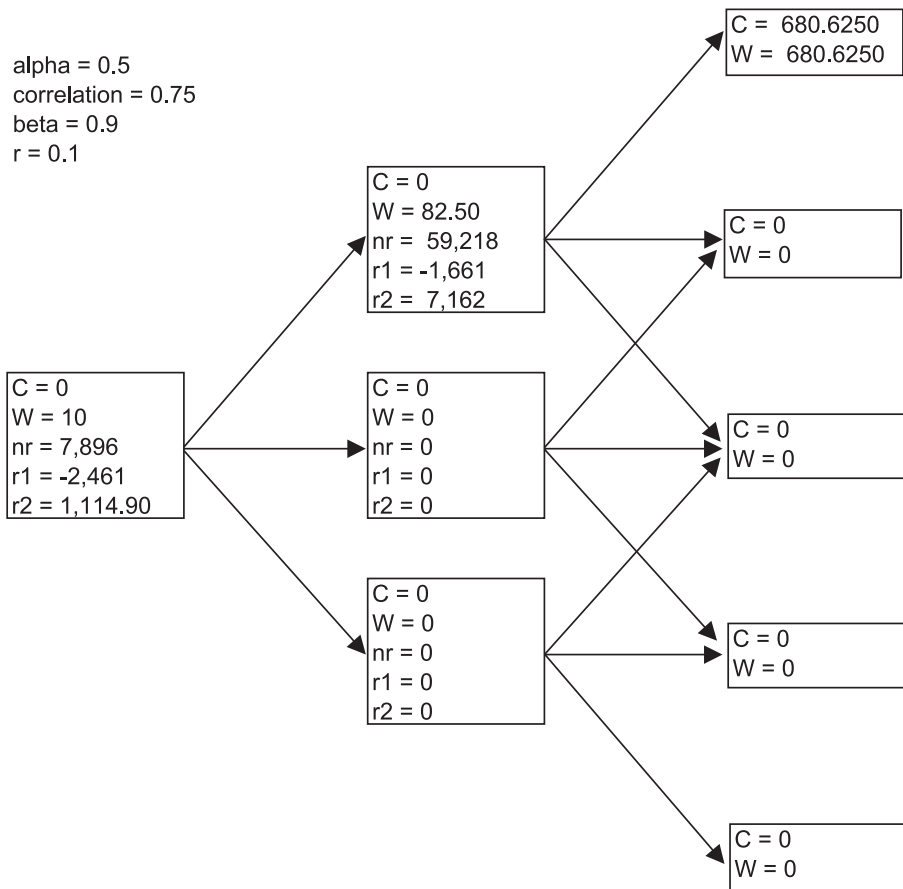 alpha = 0.5
correlation = 0.75
beta = 0.9
r = 0.1
C = 0
W = 10
nr = 7,896
r1 = -2,461
r2 = 1,114.90
C = 0
W = 82.50
nr = 59,218
r1 = -1,661
r2 = 7,162
C = 0
W = 0
nr = 0
r1 = 0
r2 = 0
C = 0
W = 0
nr = 0
r1 = 0
r2 = 0
C = 680.6250
W = 680.6250
C = 0
W = 0
C = 0
W = 0
C = 0
W = 0
C = 0
W = 0